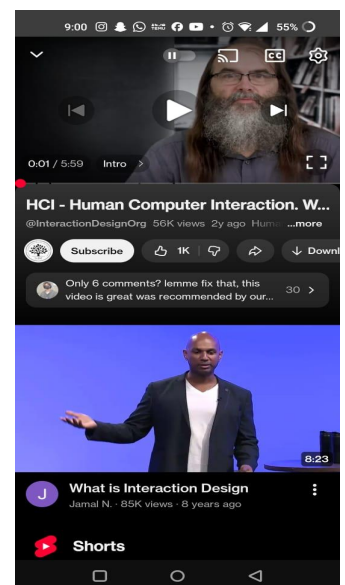 9:00 55%
CC
0:01 / 5:59 Intro >
HCI - Human Computer Interaction. W...
@InteractionDesignOrg 56K views 2y ago Huma ...more
Subscribe 1K Downl
Only 6 comments? lemme fix that, this 30 >
video is great was recommended by our...
8:23
J What is Interaction Design
Jamal N. · 85K views · 8 years ago
Shorts